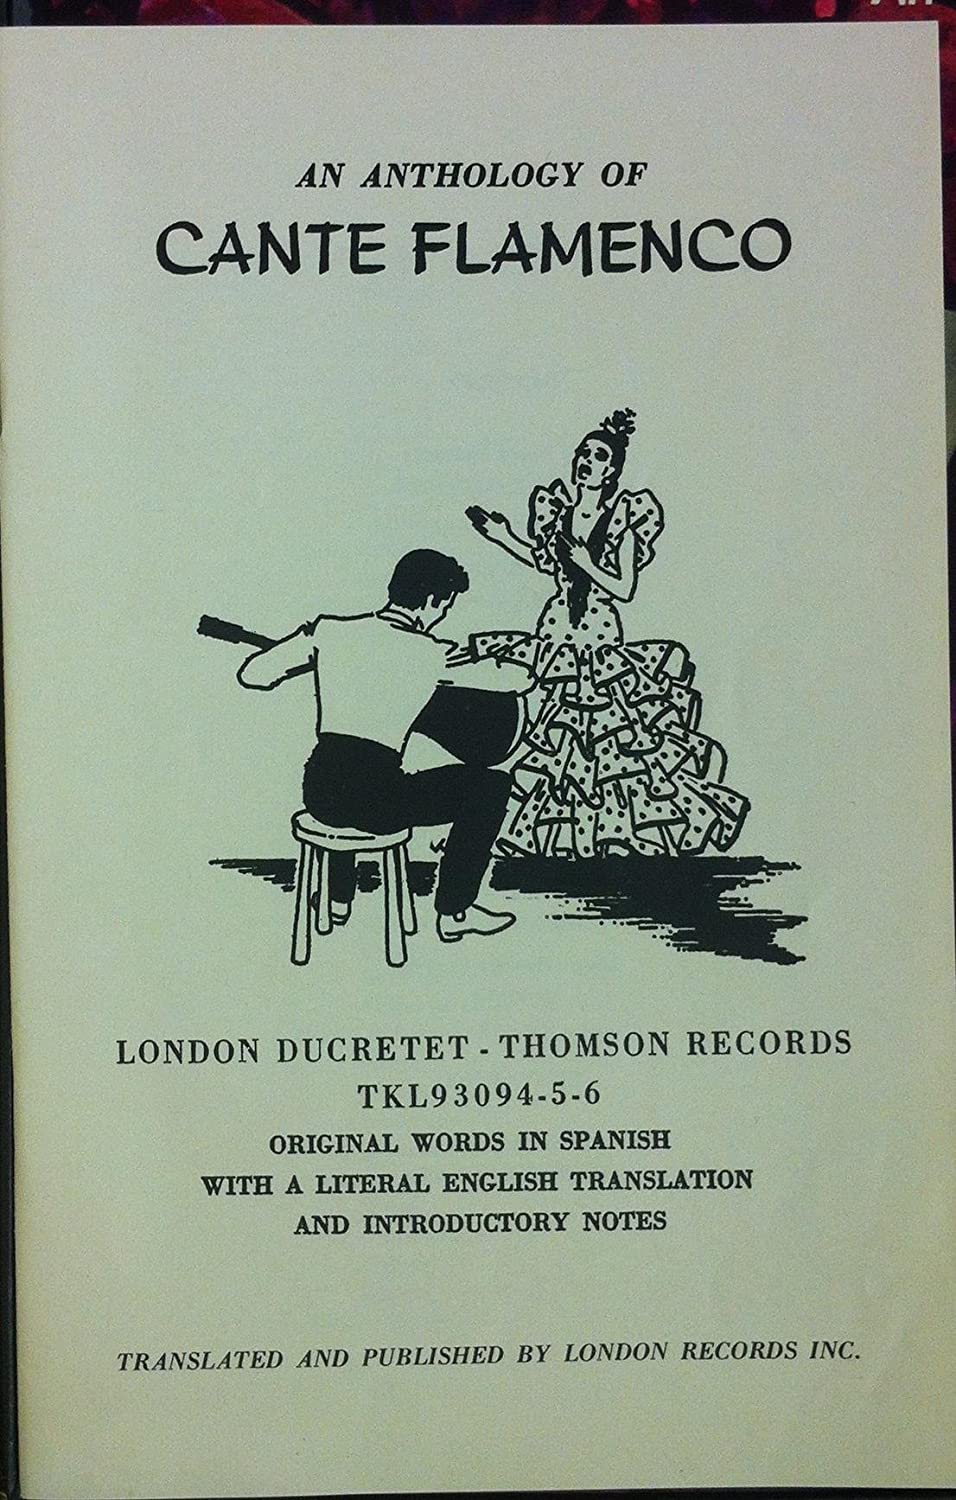 AN ANTHOLOGY OF
CANTE FLAMENCO
LONDON DUCRETET - THOMSON RECORDS
TKL93094-5-6
ORIGINAL WORDS IN SPANISH
WITH A LITERAL ENGLISH TRANSLATION
AND INTRODUCTORY NOTES
TRANSLATED AND PUBLISHED BY LONDON RECORDS INC.